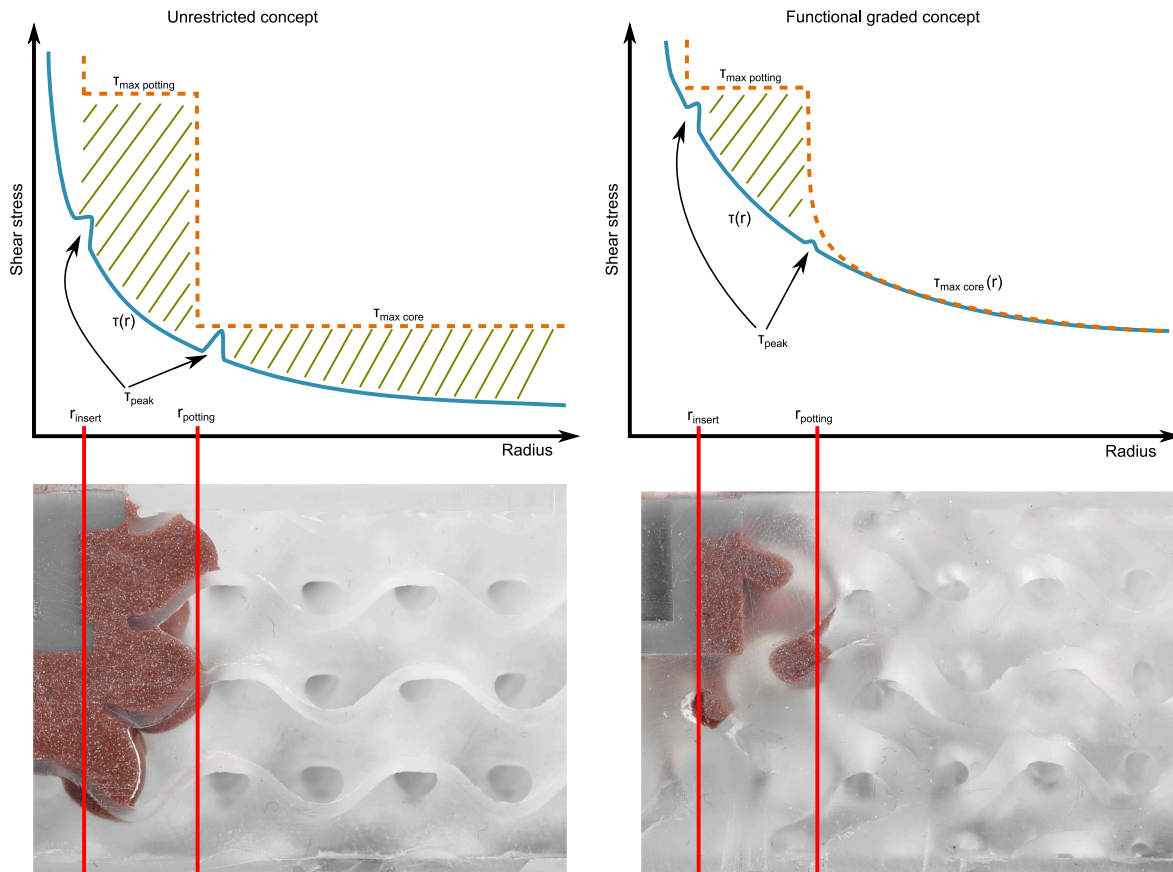 Unrestricted concept
Shear stress
τmax potting
τmax core
τ(r)
τpeak
rinsert
rpotting
Radius
Functional graded concept
Shear stress
τmax potting
τ(r)
τmax core (r)
τpeak
rinsert
rpotting
Radius